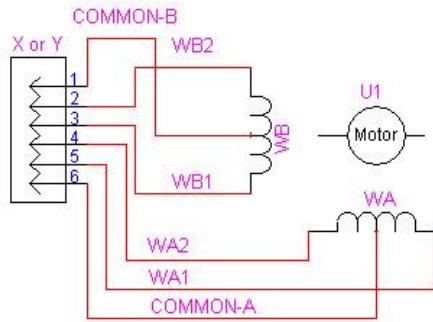 COMMON-B
X or Y
WB2
1
2
3
4
5
6
U1
Motor
WB
WB1
WA
WA2
WA1
COMMON-A